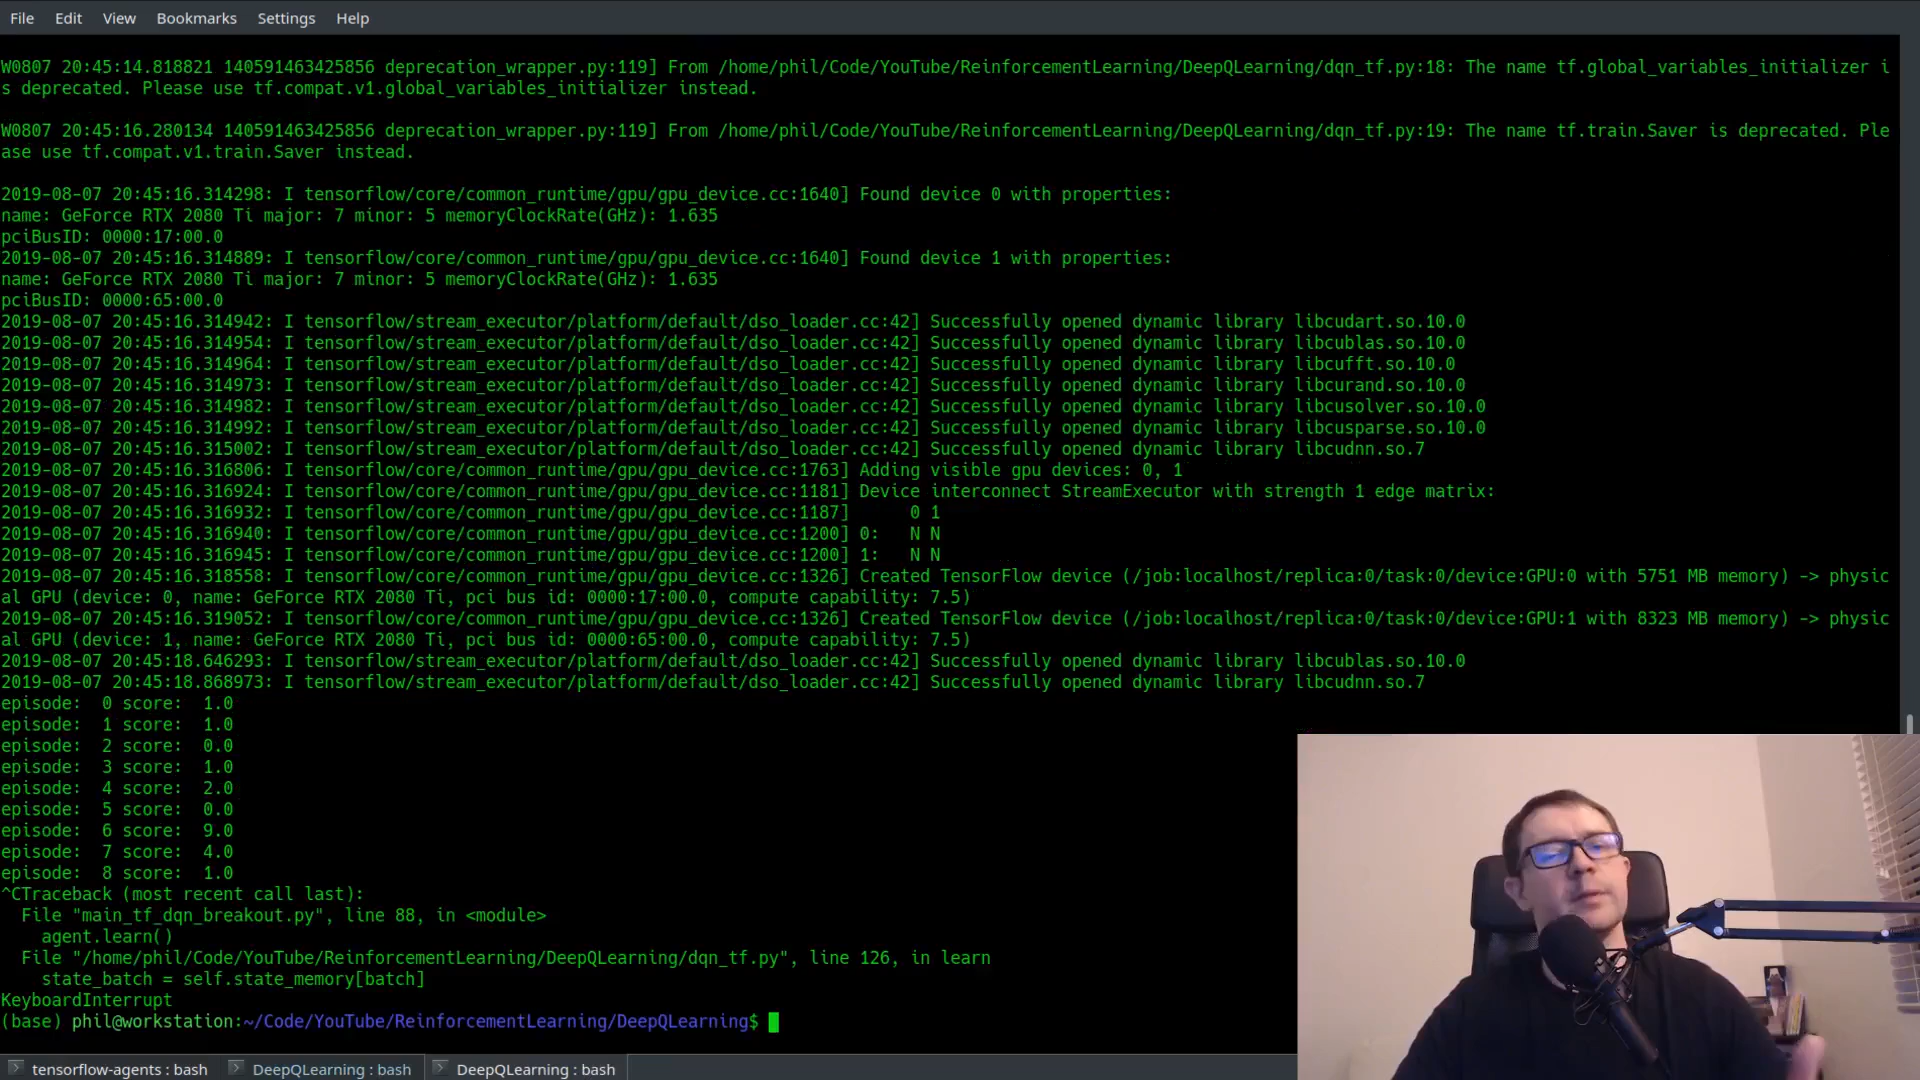 File Edit View Bookmarks Settings Help
W0807 20:45:14.818821 140591463425856 deprecation_wrapper.py:119] From /home/phil/Code/YouTube/ReinforcementLearning/DeepQLearning/dqn_tf.py:18: The name tf.global_variables_initializer i
s deprecated. Please use tf.compat.v1.global_variables_initializer instead.
W0807 20:45:16.280134 140591463425856 deprecation_wrapper.py:119] From /home/phil/Code/YouTube/ReinforcementLearning/DeepQLearning/dqn_tf.py:19: The name tf.train.Saver is deprecated. Ple
ase use tf.compat.v1.train.Saver instead.
2019-08-07 20:45:16.314298: I tensorflow/core/common_runtime/gpu/gpu_device.cc:1640] Found device 0 with properties:
name: GeForce RTX 2080 Ti major: 7 minor: 5 memoryClockRate(GHz): 1.635
pciBusID: 0000:17:00.0
2019-08-07 20:45:16.314889: I tensorflow/core/common_runtime/gpu/gpu_device.cc:1640] Found device 1 with properties:
name: GeForce RTX 2080 Ti major: 7 minor: 5 memoryClockRate(GHz): 1.635
pciBusID: 0000:65:00.0
2019-08-07 20:45:16.314942: I tensorflow/stream_executor/platform/default/dso_loader.cc:42] Successfully opened dynamic library libcudart.so.10.0
2019-08-07 20:45:16.314954: I tensorflow/stream_executor/platform/default/dso_loader.cc:42] Successfully opened dynamic library libcublas.so.10.0
2019-08-07 20:45:16.314964: I tensorflow/stream_executor/platform/default/dso_loader.cc:42] Successfully opened dynamic library libcufft.so.10.0
2019-08-07 20:45:16.314973: I tensorflow/stream_executor/platform/default/dso_loader.cc:42] Successfully opened dynamic library libcurand.so.10.0
2019-08-07 20:45:16.314982: I tensorflow/stream_executor/platform/default/dso_loader.cc:42] Successfully opened dynamic library libcusolver.so.10.0
2019-08-07 20:45:16.314992: I tensorflow/stream_executor/platform/default/dso_loader.cc:42] Successfully opened dynamic library libcusparse.so.10.0
2019-08-07 20:45:16.315002: I tensorflow/stream_executor/platform/default/dso_loader.cc:42] Successfully opened dynamic library libcudnn.so.7
2019-08-07 20:45:16.316806: I tensorflow/core/common_runtime/gpu/gpu_device.cc:1763] Adding visible gpu devices: 0, 1
2019-08-07 20:45:16.316924: I tensorflow/core/common_runtime/gpu/gpu_device.cc:1181] Device interconnect StreamExecutor with strength 1 edge matrix:
2019-08-07 20:45:16.316932: I tensorflow/core/common_runtime/gpu/gpu_device.cc:1187]      0 1
2019-08-07 20:45:16.316940: I tensorflow/core/common_runtime/gpu/gpu_device.cc:1200] 0:   N N
2019-08-07 20:45:16.316945: I tensorflow/core/common_runtime/gpu/gpu_device.cc:1200] 1:   N N
2019-08-07 20:45:16.318558: I tensorflow/core/common_runtime/gpu/gpu_device.cc:1326] Created TensorFlow device (/job:localhost/replica:0/task:0/device:GPU:0 with 5751 MB memory) -> physic
al GPU (device: 0, name: GeForce RTX 2080 Ti, pci bus id: 0000:17:00.0, compute capability: 7.5)
2019-08-07 20:45:16.319052: I tensorflow/core/common_runtime/gpu/gpu_device.cc:1326] Created TensorFlow device (/job:localhost/replica:0/task:0/device:GPU:1 with 8323 MB memory) -> physic
al GPU (device: 1, name: GeForce RTX 2080 Ti, pci bus id: 0000:65:00.0, compute capability: 7.5)
2019-08-07 20:45:18.646293: I tensorflow/stream_executor/platform/default/dso_loader.cc:42] Successfully opened dynamic library libcublas.so.10.0
2019-08-07 20:45:18.868973: I tensorflow/stream_executor/platform/default/dso_loader.cc:42] Successfully opened dynamic library libcudnn.so.7
episode:  0 score:  1.0
episode:  1 score:  1.0
episode:  2 score:  0.0
episode:  3 score:  1.0
episode:  4 score:  2.0
episode:  5 score:  0.0
episode:  6 score:  9.0
episode:  7 score:  4.0
episode:  8 score:  1.0
^CTraceback (most recent call last):
  File "main_tf_dqn_breakout.py", line 88, in <module>
    agent.learn()
  File "/home/phil/Code/YouTube/ReinforcementLearning/DeepQLearning/dqn_tf.py", line 126, in learn
    state_batch = self.state_memory[batch]
KeyboardInterrupt
(base) phil@workstation:~/Code/YouTube/ReinforcementLearning/DeepQLearning$
tensorflow-agents : bash DeepQLearning : bash DeepQLearning : bash